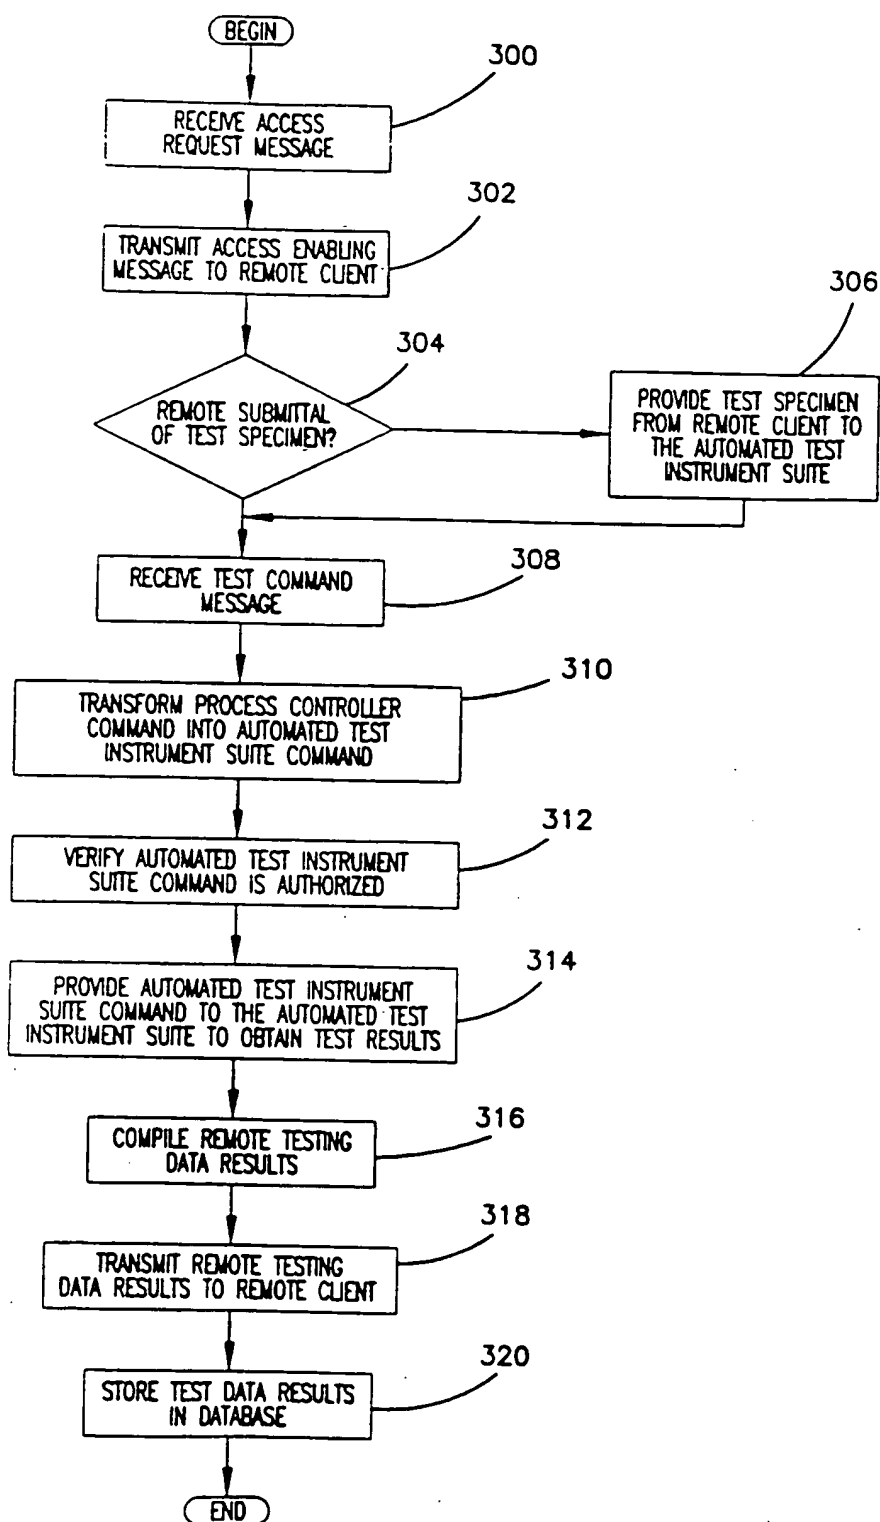 BEGIN
300
RECEIVE ACCESS
REQUEST MESSAGE
302
TRANSMIT ACCESS ENABLING
MESSAGE TO REMOTE CLIENT
304
REMOTE SUBMITTAL
OF TEST SPECIMEN?
306
PROVIDE TEST SPECIMEN
FROM REMOTE CLIENT TO
THE AUTOMATED TEST
INSTRUMENT SUITE
308
RECEIVE TEST COMMAND
MESSAGE
310
TRANSFORM PROCESS CONTROLLER
COMMAND INTO AUTOMATED TEST
INSTRUMENT SUITE COMMAND
312
VERIFY AUTOMATED TEST INSTRUMENT
SUITE COMMAND IS AUTHORIZED
314
PROVIDE AUTOMATED TEST INSTRUMENT
SUITE COMMAND TO THE AUTOMATED TEST
INSTRUMENT SUITE TO OBTAIN TEST RESULTS
316
COMPILE REMOTE TESTING
DATA RESULTS
318
TRANSMIT REMOTE TESTING
DATA RESULTS TO REMOTE CLIENT
320
STORE TEST DATA RESULTS
IN DATABASE
END